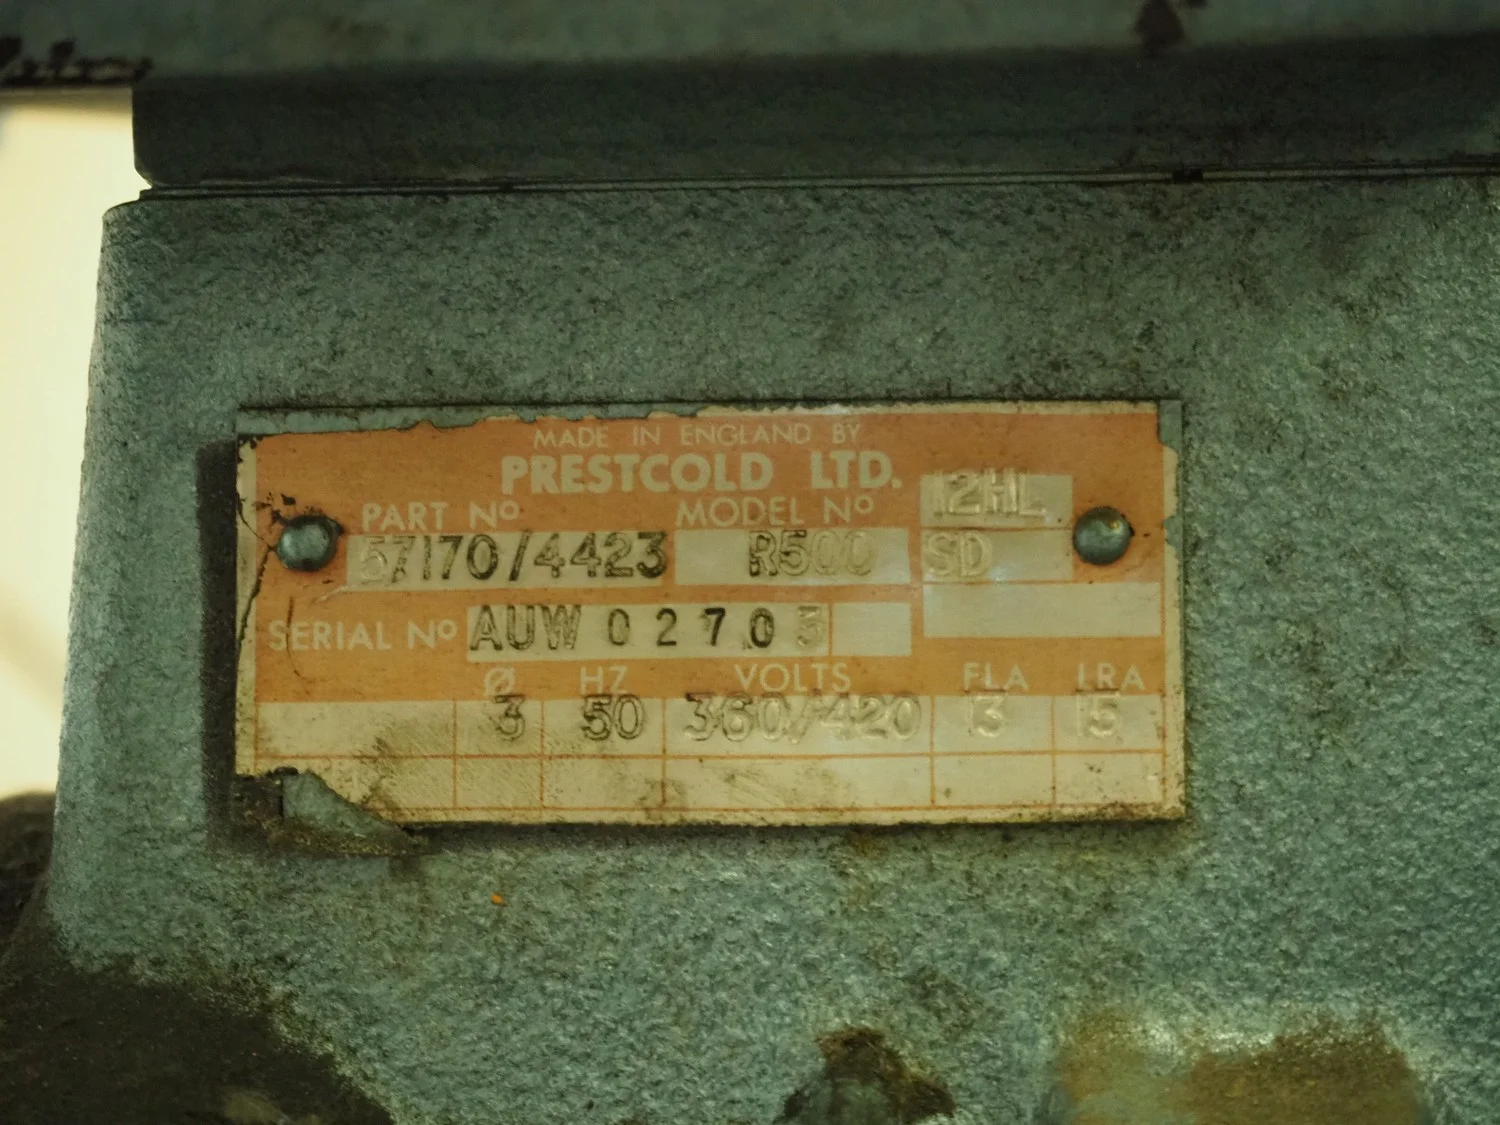 MADE IN ENGLAND BY
PRESTCOLD LTD.
PART Nº MODEL Nº 12HL
57170/4423 R500 SD
SERIAL Nº AUW 02705
Ø HZ VOLTS FLA LRA
3 50 360/420 13 15